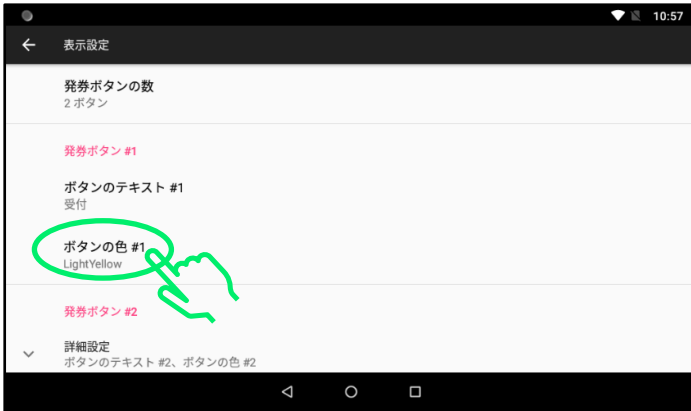 10:57
表示設定
発券ボタンの数
2 ボタン
発券ボタン #1
ボタンのテキスト #1
受付
ボタンの色 #1
LightYellow
発券ボタン #2
詳細設定
ボタンのテキスト #2、ボタンの色 #2